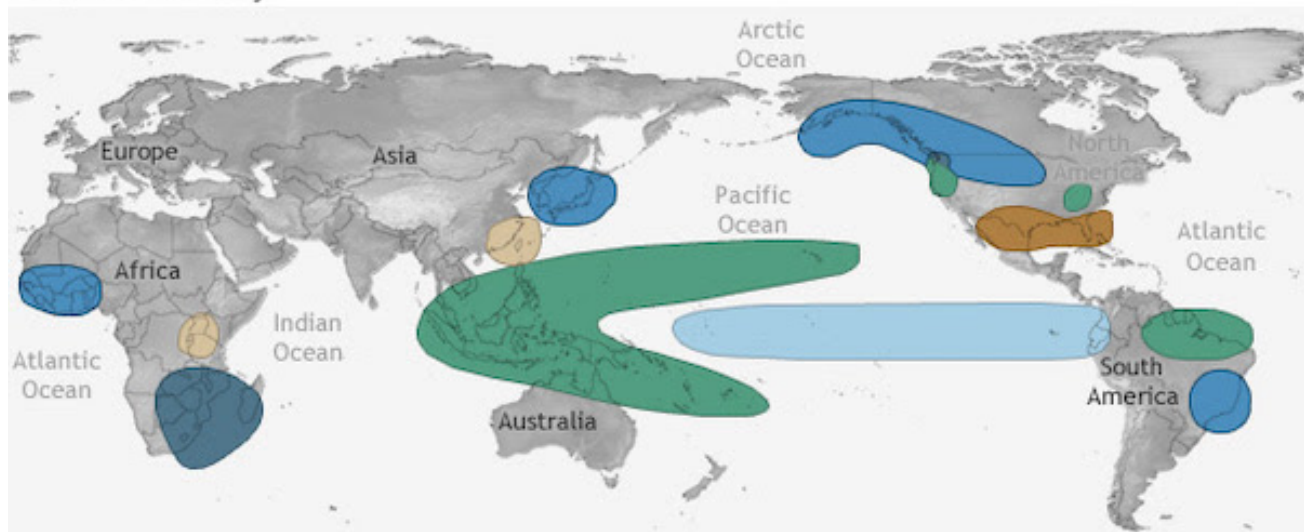 Arctic
Ocean
Europe
Asia
North
America
Pacific
Ocean
Atlantic
Ocean
Africa
Indian
Ocean
Atlantic
Ocean
South
America
Australia